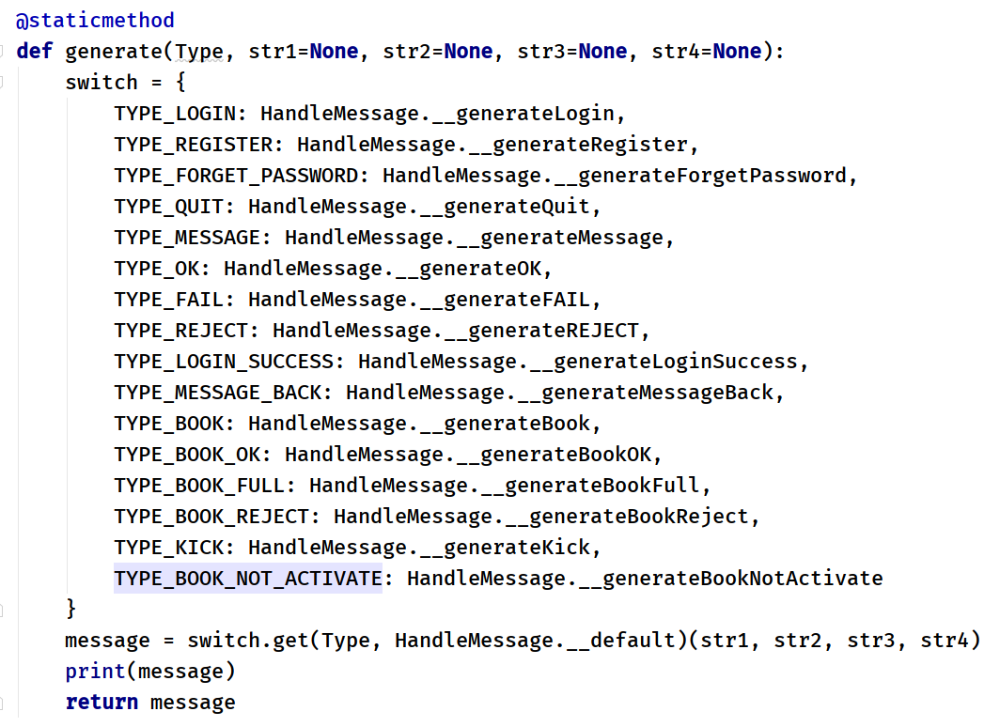 @staticmethod
def generate(Type, str1=None, str2=None, str3=None, str4=None):
    switch = {
        TYPE_LOGIN: HandleMessage.__generateLogin,
        TYPE_REGISTER: HandleMessage.__generateRegister,
        TYPE_FORGET_PASSWORD: HandleMessage.__generateForgetPassword,
        TYPE_QUIT: HandleMessage.__generateQuit,
        TYPE_MESSAGE: HandleMessage.__generateMessage,
        TYPE_OK: HandleMessage.__generateOK,
        TYPE_FAIL: HandleMessage.__generateFAIL,
        TYPE_REJECT: HandleMessage.__generateREJECT,
        TYPE_LOGIN_SUCCESS: HandleMessage.__generateLoginSuccess,
        TYPE_MESSAGE_BACK: HandleMessage.__generateMessageBack,
        TYPE_BOOK: HandleMessage.__generateBook,
        TYPE_BOOK_OK: HandleMessage.__generateBookOK,
        TYPE_BOOK_FULL: HandleMessage.__generateBookFull,
        TYPE_BOOK_REJECT: HandleMessage.__generateBookReject,
        TYPE_KICK: HandleMessage.__generateKick,
        TYPE_BOOK_NOT_ACTIVATE: HandleMessage.__generateBookNotActivate
    }
    message = switch.get(Type, HandleMessage.__default)(str1, str2, str3, str4)
    print(message)
    return message